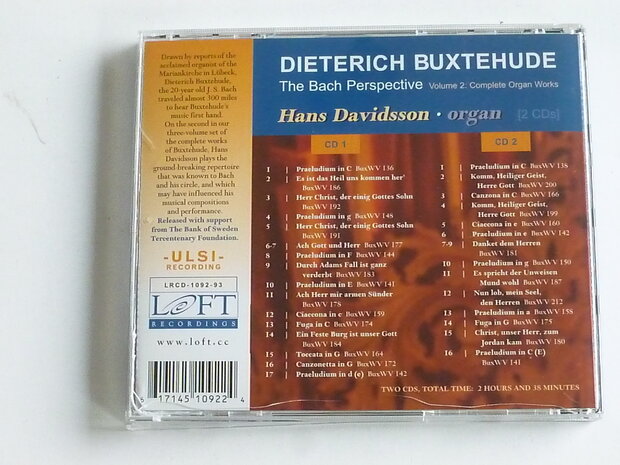 Drawn by reports of the
acclaimed organist of the
Marienkirche in Lübeck,
Dieterich Buxtehude,
the 20-year old J. S. Bach
traveled almost 300 miles
to hear Buxtehude's
music first hand.
On the second in our
three-volume set of
the complete works
of Buxtehude, Hans
Davidsson plays the
ground-breaking repertoire
that was known to Bach
and his circle, and which
may have influenced his
musical compositions
and performance.
Released with support
from The Bank of Sweden
Tercentenary Foundation.
-ULSI-
RECORDING
LRCD-1092-93
LOFT
RECORDINGS
www.loft.cc
6 17145 10922 4
DIETERICH BUXTEHUDE
The Bach Perspective Volume 2: Complete Organ Works
Hans Davidsson · organ [2 CDs]
CD 1
1 | Praeludium in C BuxWV 136
2 | Es ist das Heil uns kommen her'
BuxWV 186
3 | Herr Christ, der einig Gottes Sohn
BuxWV 192
4 | Praeludium in g BuxWV 148
5 | Herr Christ, der einig Gottes Sohn
BuxWV 191
6-7 | Ach Gott und Herr BuxWV 177
8 | Praeludium in F BuxWV 144
9 | Durch Adams Fall ist ganz
verderbt BuxWV 183
10 | Praeludium in E BuxWV 141
11 | Ach Herr mir armen Sünder
BuxWV 178
12 | Ciacona in e BuxWV 159
13 | Fuga in C BuxWV 174
14 | Ein Feste Burg ist unser Gott
BuxWV 184
15 | Toccata in G BuxWV 164
16 | Canzonetta in G BuxWV 172
17 | Praeludium in d (e) BuxWV 142
CD 2
1 | Praeludium in C BuxWV 138
2 | Komm, Heiliger Geist,
Herre Gott BuxWV 200
3 | Canzona in C BuxWV 166
4 | Komm, Heiliger Geist,
Herre Gott BuxWV 199
5 | Ciaccona in e BuxWV 160
6 | Praeludium in e BuxWV 142
7-9 | Danket dem Herren
BuxWV 181
10 | Praeludium in g BuxWV 150
11 | Es spricht der Unweisen
Mund wohl BuxWV 187
12 | Nun lob, mein Seel,
den Herren BuxWV 212
13 | Praeludium in a BuxWV 158
14 | Fuga in G BuxWV 175
15 | Christ, unser Herr, zum
Jordan kam BuxWV 180
16 | Praeludium in C (E)
BuxWV 141
TWO CDS, TOTAL TIME: 2 HOURS AND 38 MINUTES